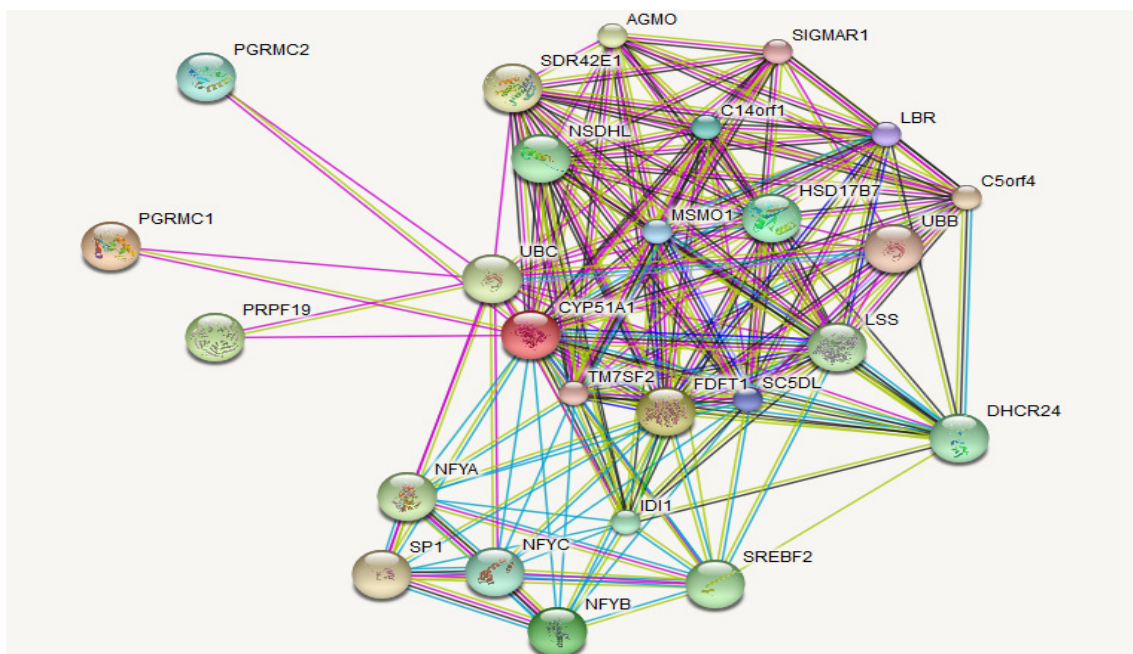 AGMO
SIGMAR1
PGRMC2
SDR42E1
C14orf1
LBR
NSDHL
C5orf4
HSD17B7
MSMO1
UBB
PGRMC1
UBC
CYP51A1
PRPF19
LSS
TM7SF2
FDFT1
SC5DL
DHCR24
NFYA
IDI1
SP1
NFYC
SREBF2
NFYB